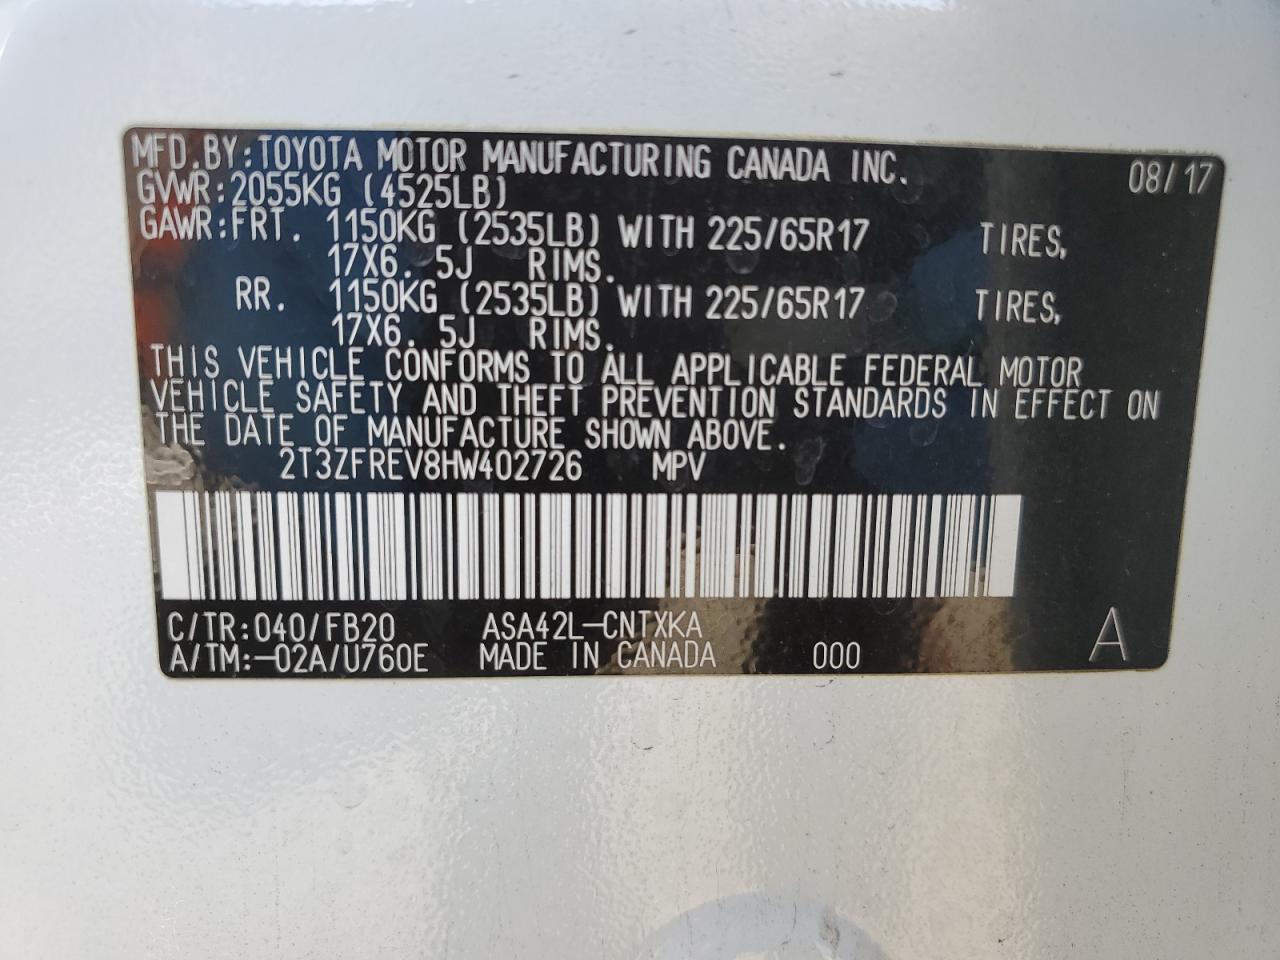 MFD.BY:TOYOTA MOTOR MANUFACTURING CANADA INC. 08/17
GVWR:2055KG (4525LB)
GAWR:FRT. 1150KG (2535LB) WITH 225/65R17 TIRES,
17X6. 5J RIMS.
RR. 1150KG (2535LB) WITH 225/65R17 TIRES,
17X6. 5J RIMS.
THIS VEHICLE CONFORMS TO ALL APPLICABLE FEDERAL MOTOR
VEHICLE SAFETY AND THEFT PREVENTION STANDARDS IN EFFECT ON
THE DATE OF MANUFACTURE SHOWN ABOVE.
2T3ZFREV8HW402726 MPV
C/TR:040/FB20 ASA42L-CNTXKA
A/TM:-02A/U760E MADE IN CANADA 000 A